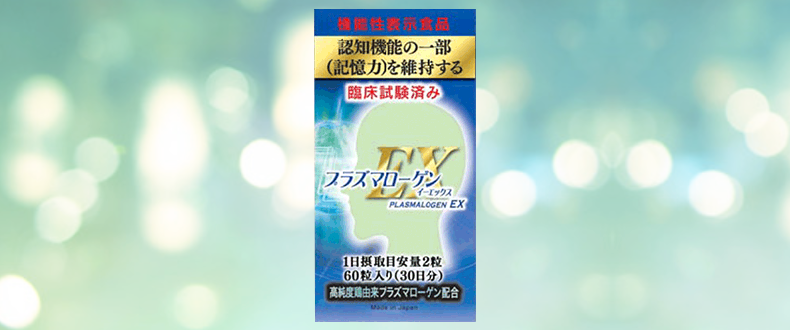 機能性表示食品
認知機能の一部
(記憶力)を維持する
臨床試験済み
EX
プラズマローゲン
イーエックス
PLASMALOGEN EX
1日摂取目安量2粒
60粒入り(30日分)
高純度鶏由来プラズマローゲン配合
Made in Japan